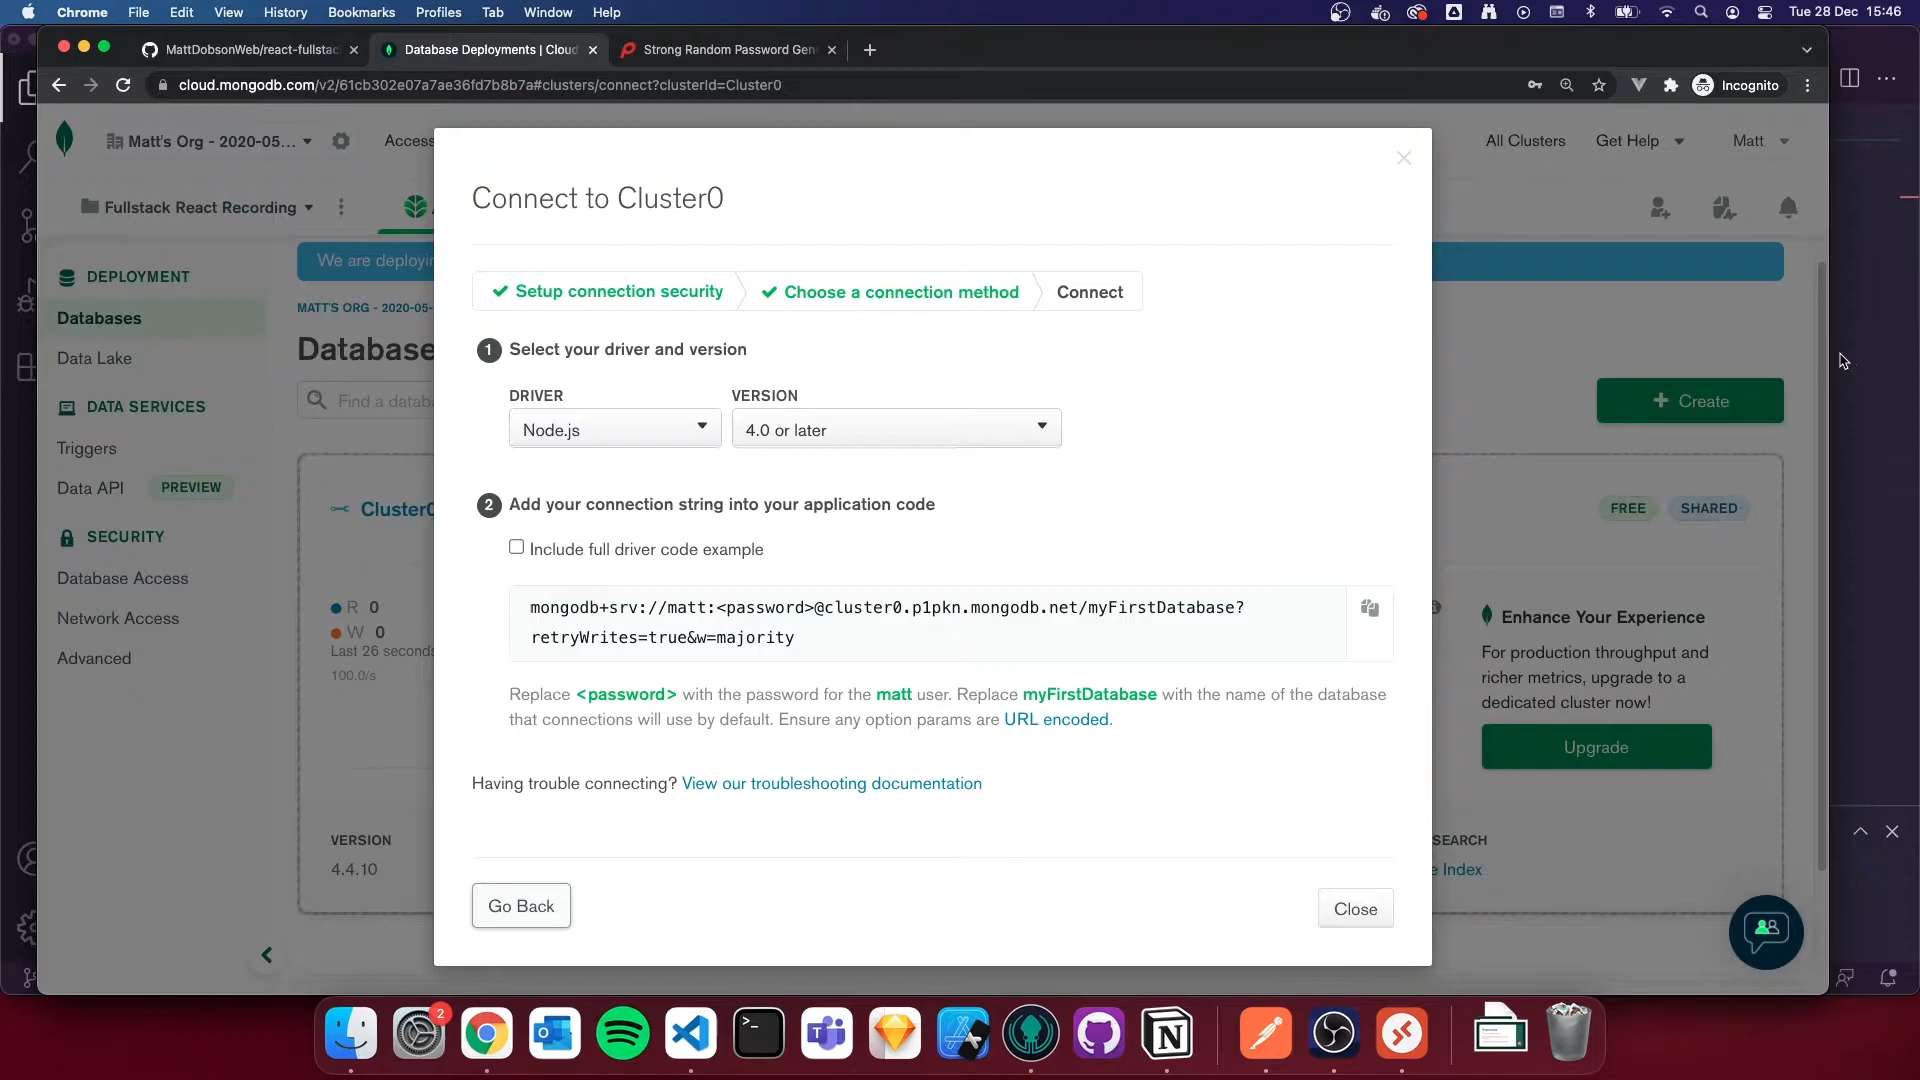 Chrome File Edit View History Bookmarks Profiles Tab Window Help
Tue 28 Dec 15:46
MattDobsonWeb/react-fullstac
Database Deployments | Cloud
Strong Random Password Gen
cloud.mongodb.com/v2/61cb302e07a7ae36fd7b8b7a#clusters/connect?clusterId=Cluster0
Incognito
Matt's Org - 2020-05...
Access
All Clusters
Get Help
Matt
Fullstack React Recording
We are deployin
DEPLOYMENT
Databases
Data Lake
DATA SERVICES
Triggers
Data API PREVIEW
SECURITY
Database Access
Network Access
Advanced
MATT'S ORG - 2020-05-
Database
Find a databa
Create
Cluster0
FREE SHARED
R 0
W 0
Last 26 seconds
100.0/s
VERSION
4.4.10
Connect to Cluster0
Setup connection security
Choose a connection method
Connect
1 Select your driver and version
DRIVER
Node.js
VERSION
4.0 or later
2 Add your connection string into your application code
Include full driver code example
mongodb+srv://matt:<password>@cluster0.p1pkn.mongodb.net/myFirstDatabase?
retryWrites=true&w=majority
Replace <password> with the password for the matt user. Replace myFirstDatabase with the name of the database
that connections will use by default. Ensure any option params are URL encoded.
Having trouble connecting? View our troubleshooting documentation
Go Back
Close
Enhance Your Experience
For production throughput and
richer metrics, upgrade to a
dedicated cluster now!
Upgrade
SEARCH
e Index
2